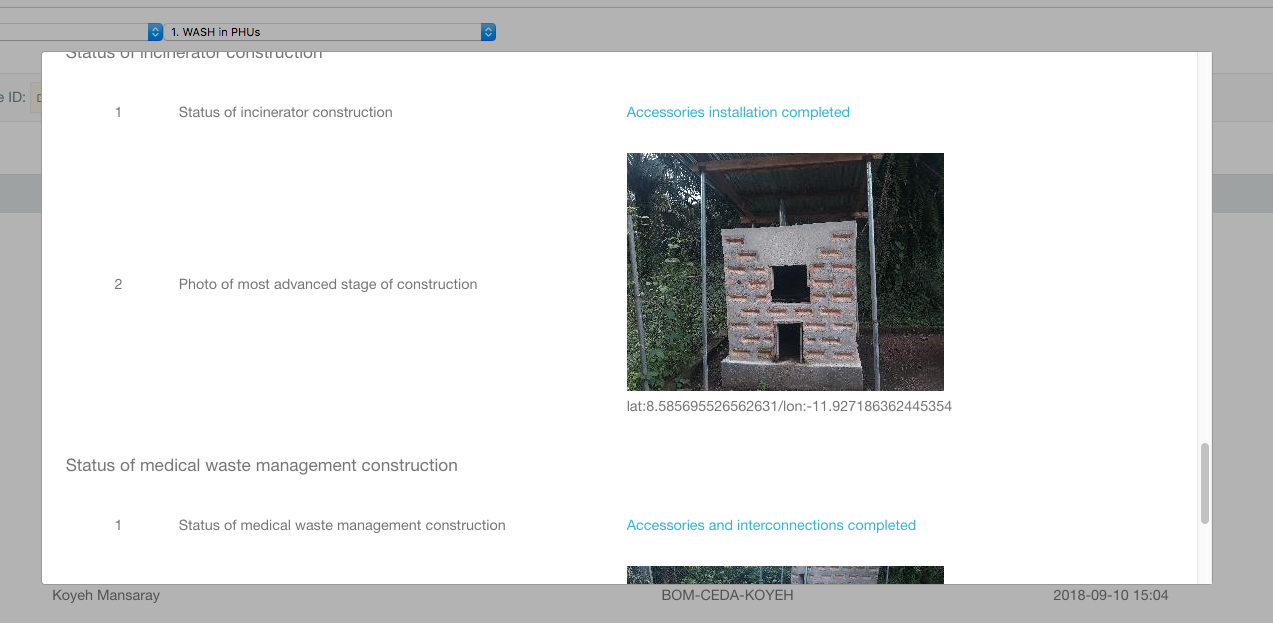 1. WASH in PHUs
Status of incinerator construction
e ID:
1 Status of incinerator construction Accessories installation completed
2 Photo of most advanced stage of construction
lat:8.585695526562631/lon:-11.927186362445354
Status of medical waste management construction
1 Status of medical waste management construction Accessories and interconnections completed
Koyeh Mansaray BOM-CEDA-KOYEH 2018-09-10 15:04